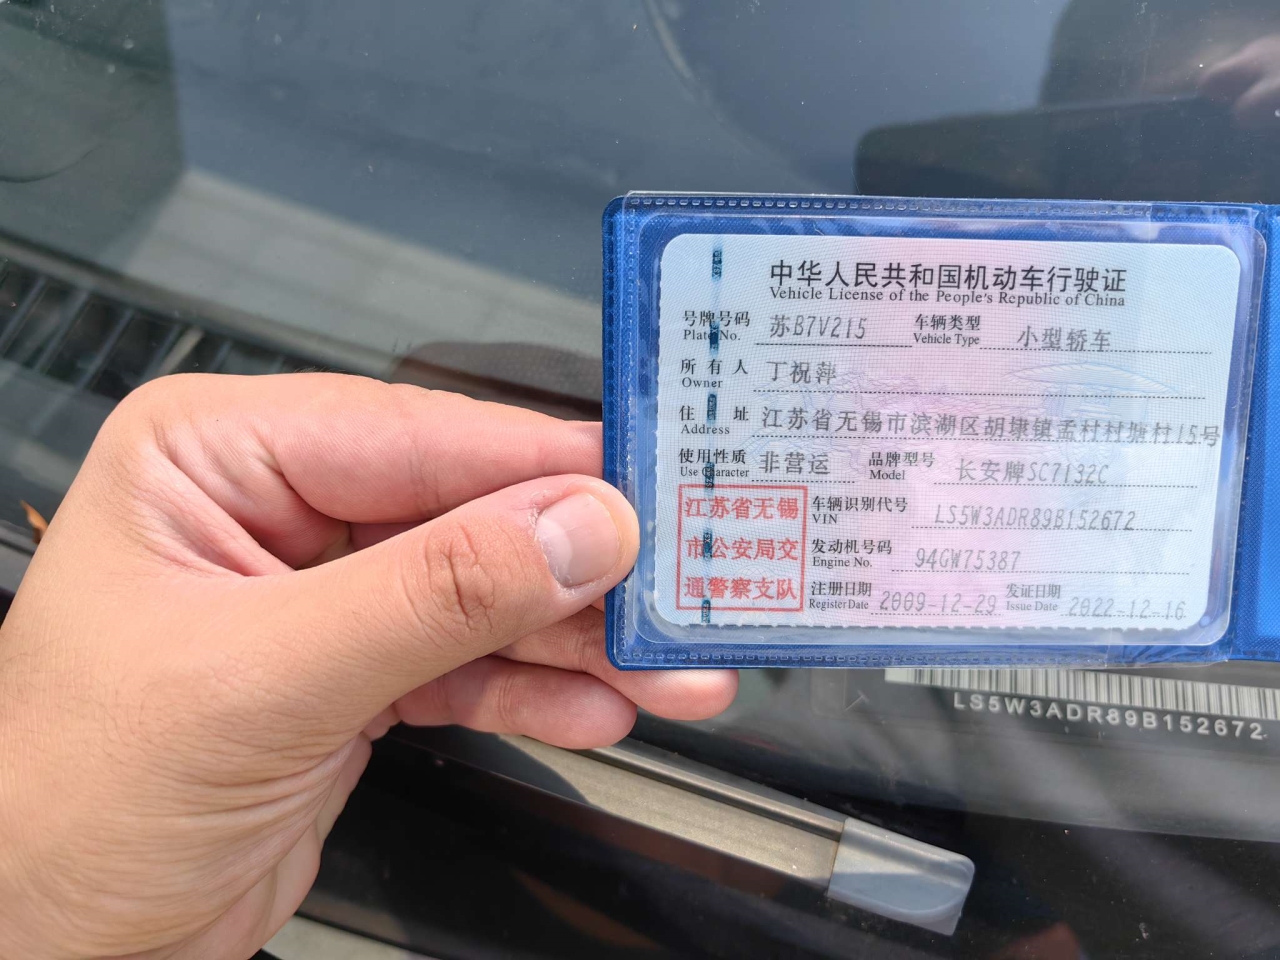 中华人民共和国机动车行驶证
Vehicle License of the People's Republic of China
号牌号码 苏B7V215 车辆类型 小型轿车
Plate No. Vehicle Type
所有人 丁祝萍
Owner
住址 江苏省无锡市滨湖区胡埭镇孟村村塘村15号
Address
使用性质 非营运 品牌型号 长安牌SC7132C
Use Character Model
江苏省无锡
市公安局交
通警察支队
车辆识别代号 LS5W3ADR89B152672
VIN
发动机号码 94GW75387
Engine No.
注册日期 2009-12-29 发证日期 2022-12-16
Register Date Issue Date
LS5W3ADR89B152672